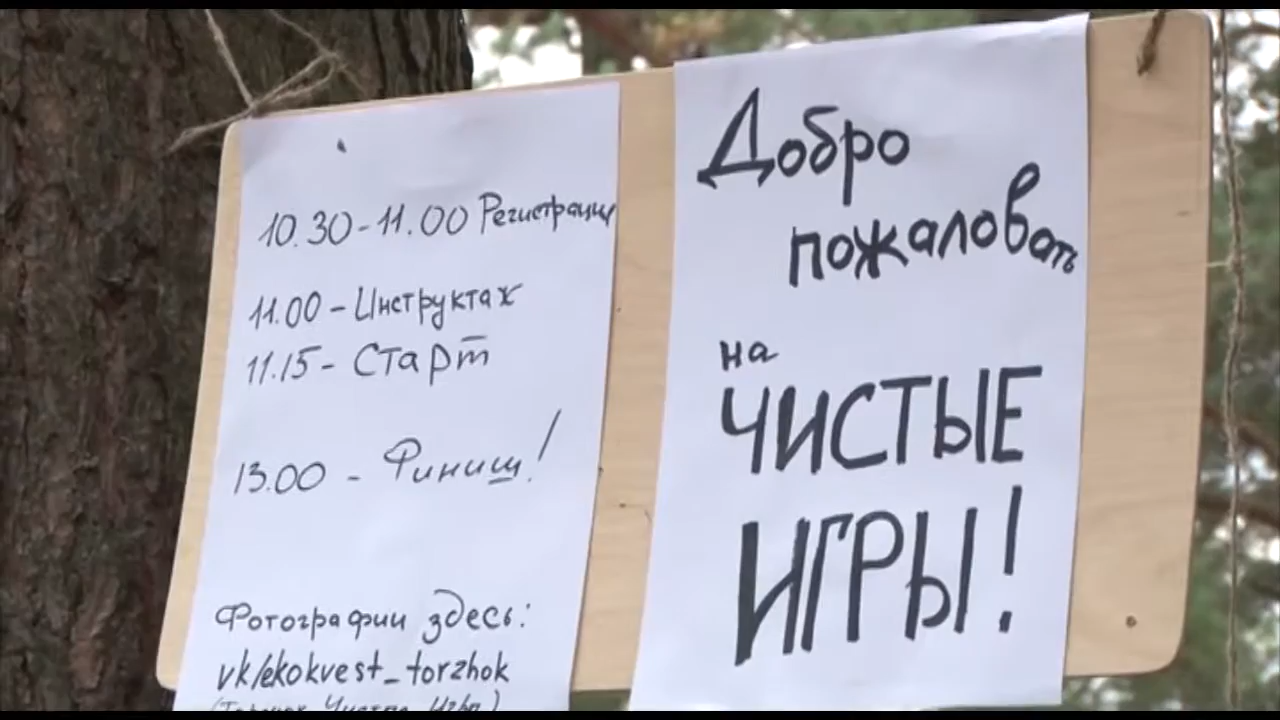 10.30-11.00 Регистрация
11.00 - Инструктаж
11.15 - Старт
13.00 - Финиш!
Фотографии здесь:
vk/ekokvest_torzhok
Добро
пожаловать
на
ЧИСТЫЕ
ИГРЫ!